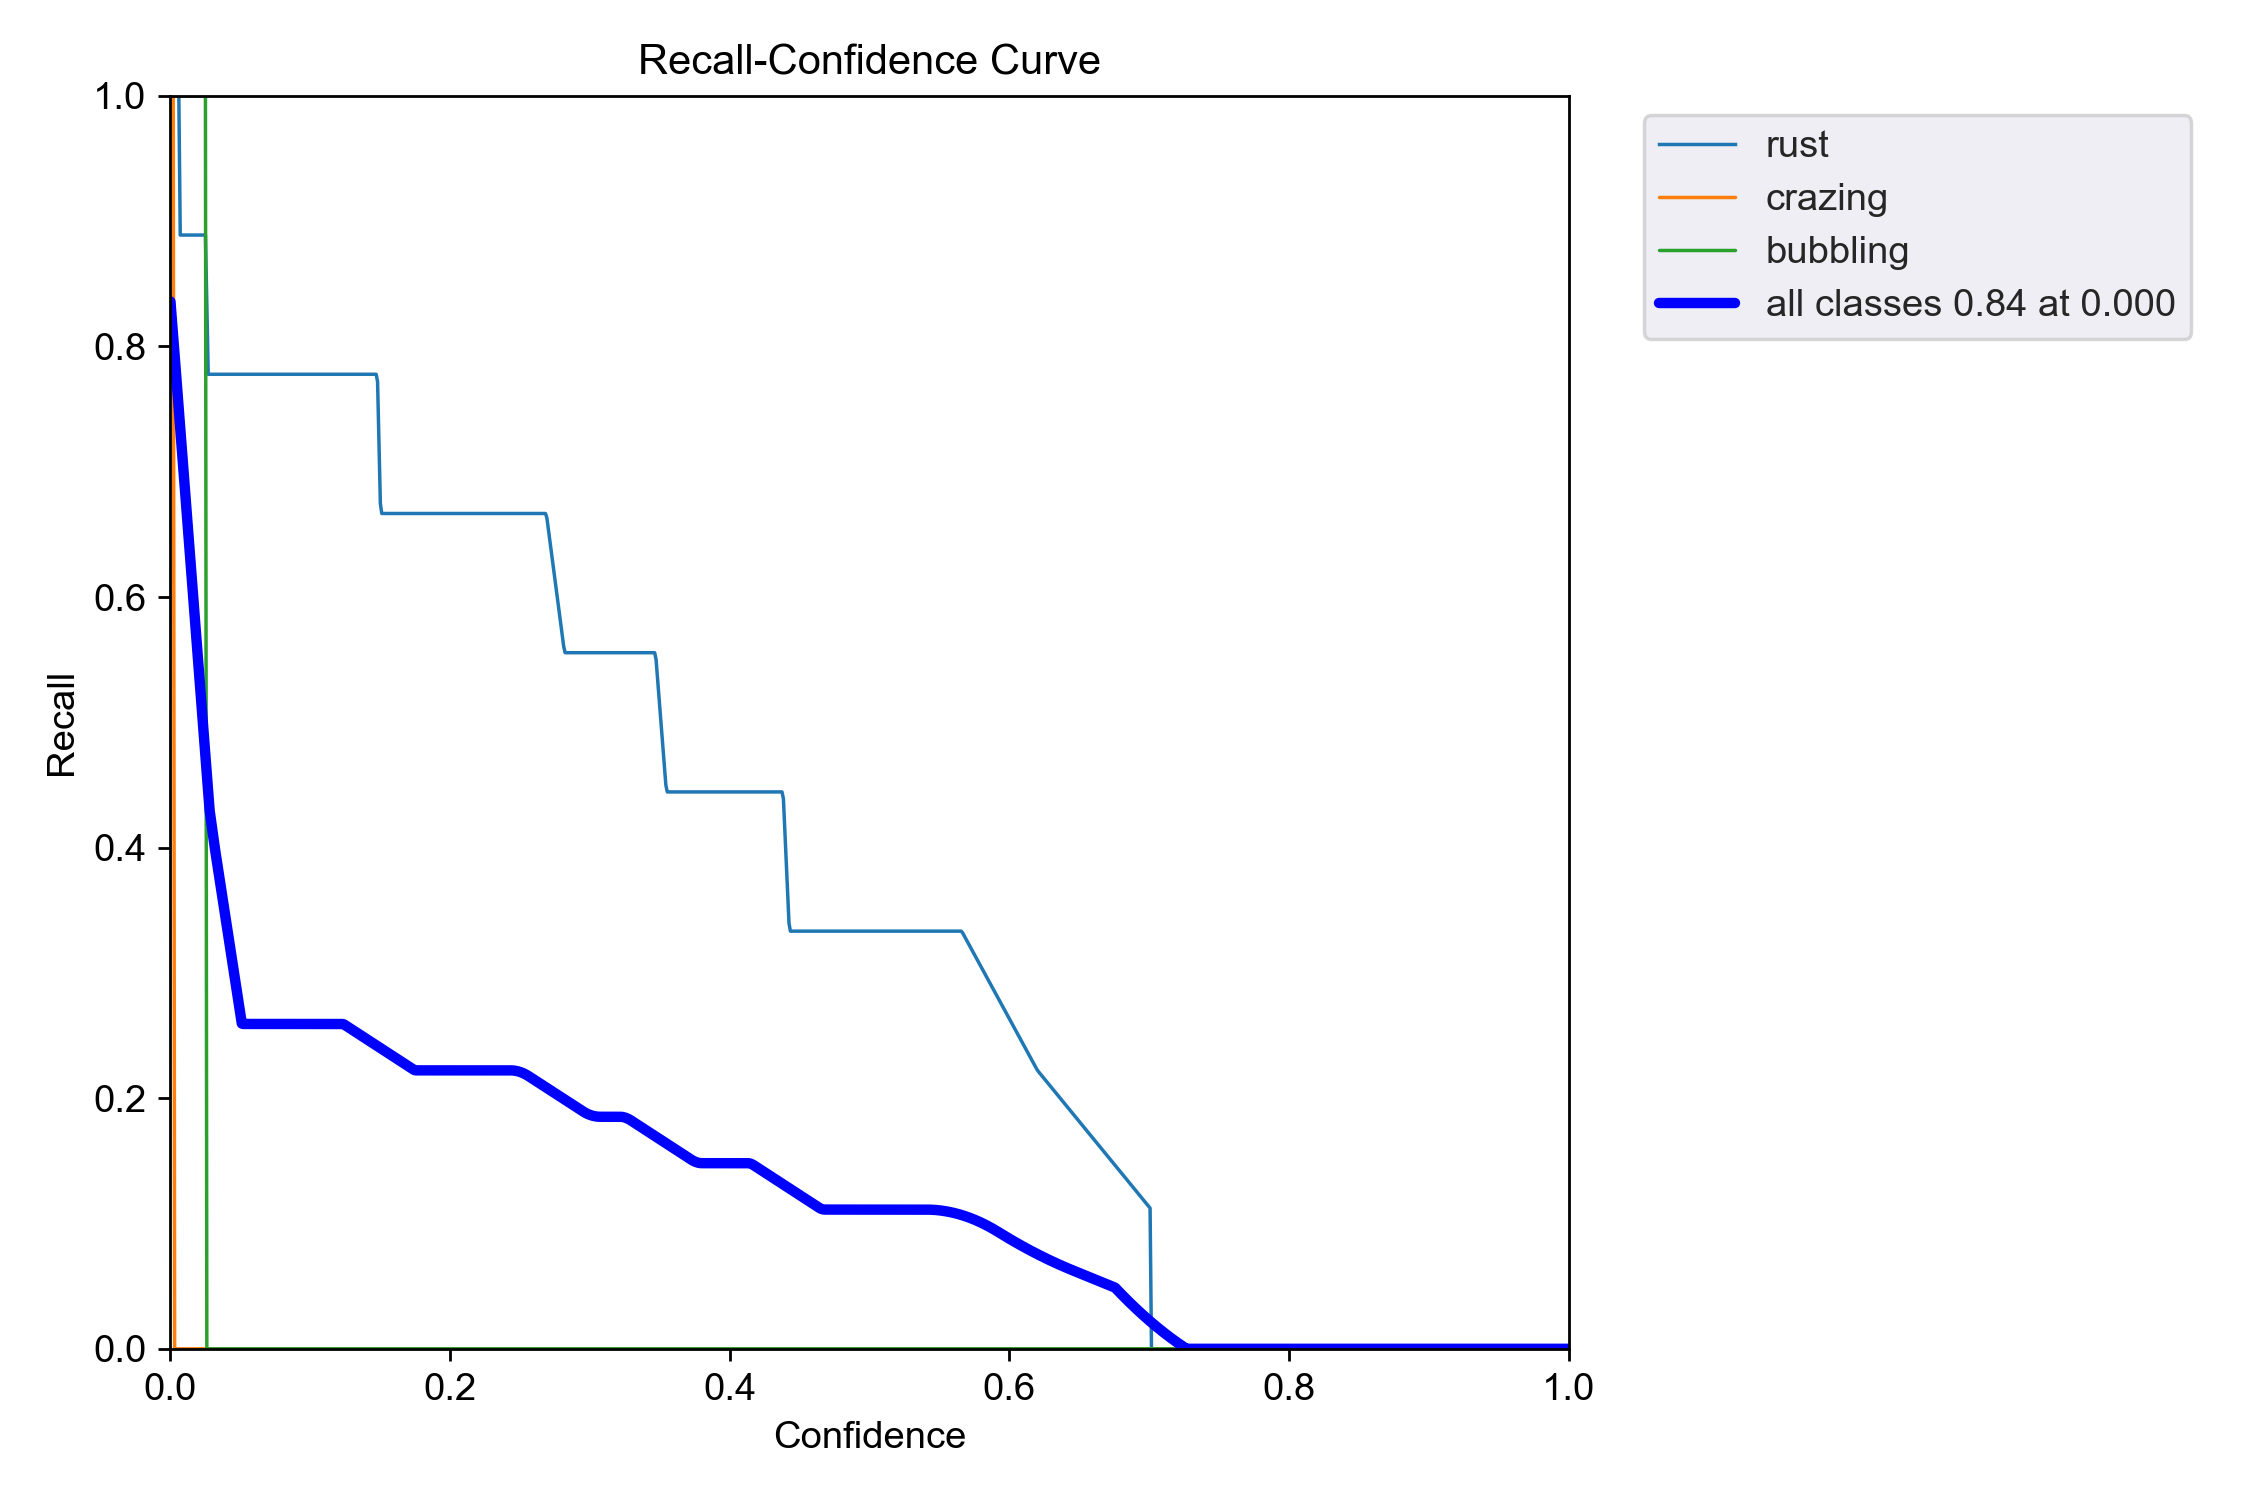 Recall-Confidence Curve
1.0
0.8
0.6
0.4
0.2
0.0
Recall
0.0 0.2 0.4 0.6 0.8 1.0
Confidence
rust
crazing
bubbling
all classes 0.84 at 0.000